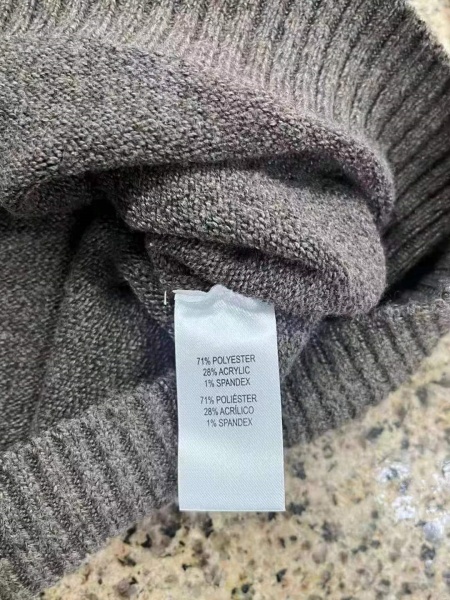 71% POLYESTER
28% ACRYLIC
1% SPANDEX
71% POLIÉSTER
28% ACRÍLICO
1% SPANDEX